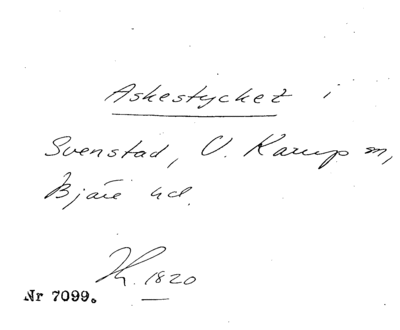 Askestycket i
Svenstad, V. Karup sn,
Bjäre hd.
K. 1820
Nr 7099.